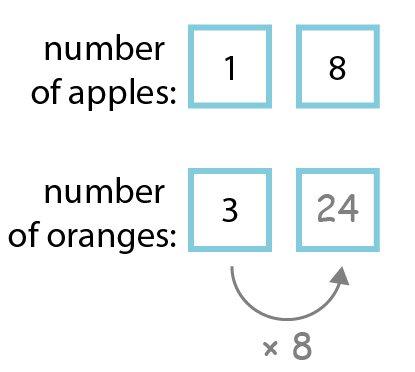 number
of apples: 1 8
number
of oranges: 3 24
× 8